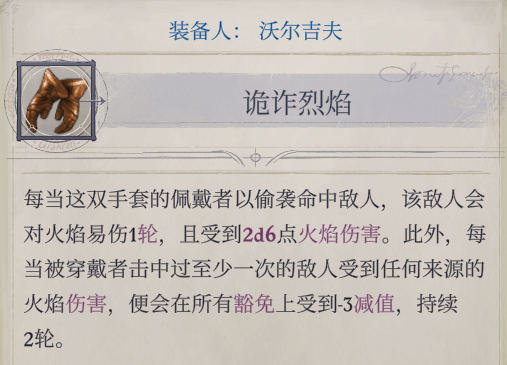 装备人： 沃尔吉夫
诡诈烈焰
每当这双手套的佩戴者以偷袭命中敌人，该敌人会
对火焰易伤1轮，且受到2d6点火焰伤害。此外，每
当被穿戴者击中过至少一次的敌人受到任何来源的
火焰伤害，便会在所有豁免上受到-3减值，持续
2轮。